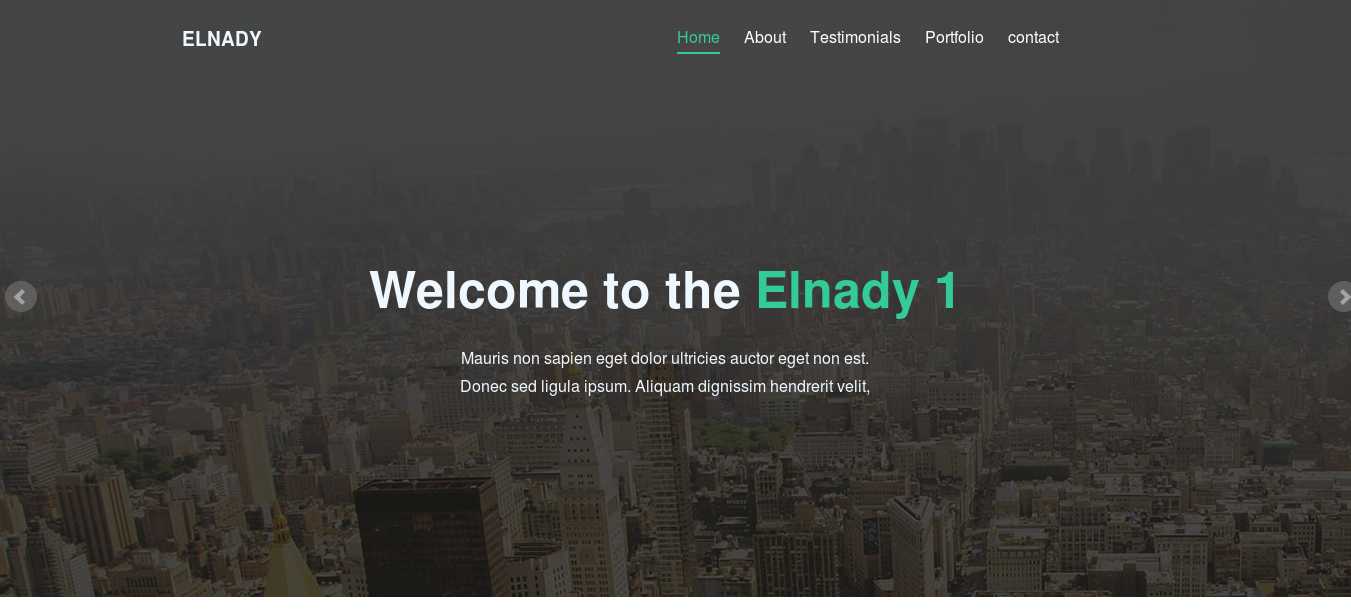 ELNADY
Home About Testimonials Portfolio contact
Welcome to the Elnady 1
Mauris non sapien eget dolor ultricies auctor eget non est.
Donec sed ligula ipsum. Aliquam dignissim hendrerit velit,